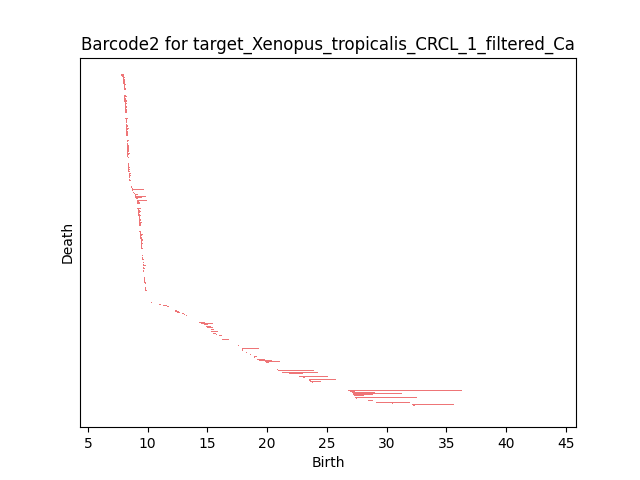 Barcode2 for target_Xenopus_tropicalis_CRCL_1_filtered_Ca
Death
5 10 15 20 25 30 35 40 45
Birth